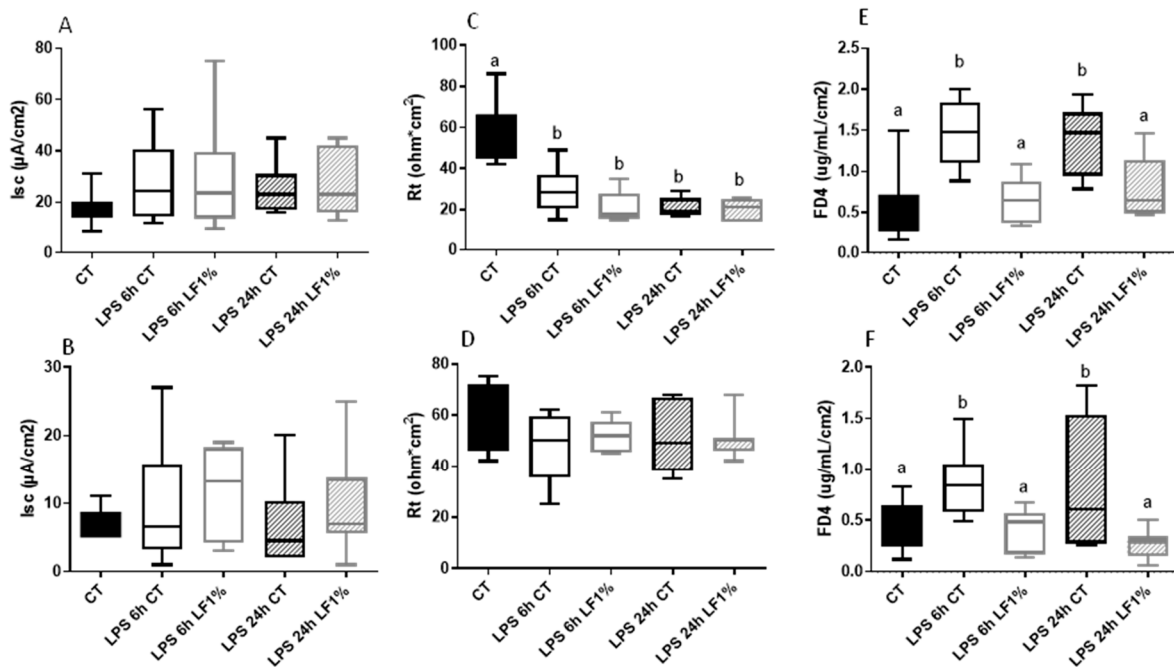 A
Isc (µA/cm2)
80
60
40
20
0
CT
LPS 6h CT
LPS 6h LF1%
LPS 24h CT
LPS 24h LF1%
C
Rt (ohm*cm²)
100
80
60
40
20
0
a
b
b
b
b
CT
LPS 6h CT
LPS 6h LF1%
LPS 24h CT
LPS 24h LF1%
E
FD4 (ug/mL/cm2)
2.5
2.0
1.5
1.0
0.5
0.0
a
b
a
b
a
CT
LPS 6h CT
LPS 6h LF1%
LPS 24h CT
LPS 24h LF1%
B
Isc (µA/cm2)
30
20
10
0
CT
LPS 6h CT
LPS 6h LF1%
LPS 24h CT
LPS 24h LF1%
D
Rt (ohm*cm²)
80
60
40
20
0
CT
LPS 6h CT
LPS 6h LF1%
LPS 24h CT
LPS 24h LF1%
F
FD4 (ug/mL/cm2)
2.0
1.5
1.0
0.5
0.0
a
b
a
b
a
CT
LPS 6h CT
LPS 6h LF1%
LPS 24h CT
LPS 24h LF1%